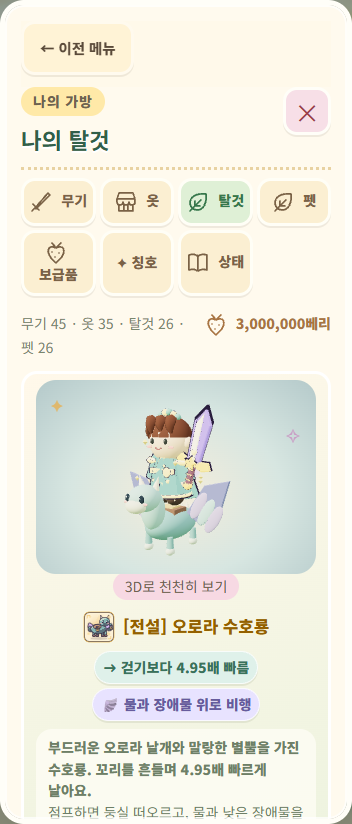 ← 이전 메뉴
나의 가방
나의 탈것
무기
옷
탈것
펫
보급품
칭호
상태
무기 45 · 옷 35 · 탈것 26 · 펫 26
3,000,000베리
3D로 천천히 보기
[전설] 오로라 수호룡
→ 걷기보다 4.95배 빠름
물과 장애물 위로 비행
부드러운 오로라 날개와 말랑한 별뿔을 가진
수호룡. 꼬리를 흔들며 4.95배 빠르게
날아요.
점프하면 둥실 떠오르고, 물과 낮은 장애물을